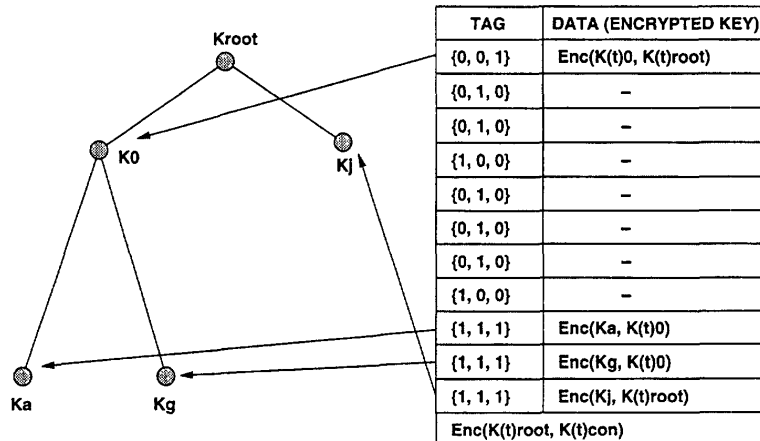 Kroot
K0
Kj
Ka
Kg
TAG DATA (ENCRYPTED KEY)
{0, 0, 1} Enc(K(t)0, K(t)root)
{0, 1, 0} –
{0, 1, 0} –
{1, 0, 0} –
{0, 1, 0} –
{0, 1, 0} –
{0, 1, 0} –
{1, 0, 0} –
{1, 1, 1} Enc(Ka, K(t)0)
{1, 1, 1} Enc(Kg, K(t)0)
{1, 1, 1} Enc(Kj, K(t)root)
Enc(K(t)root, K(t)con)